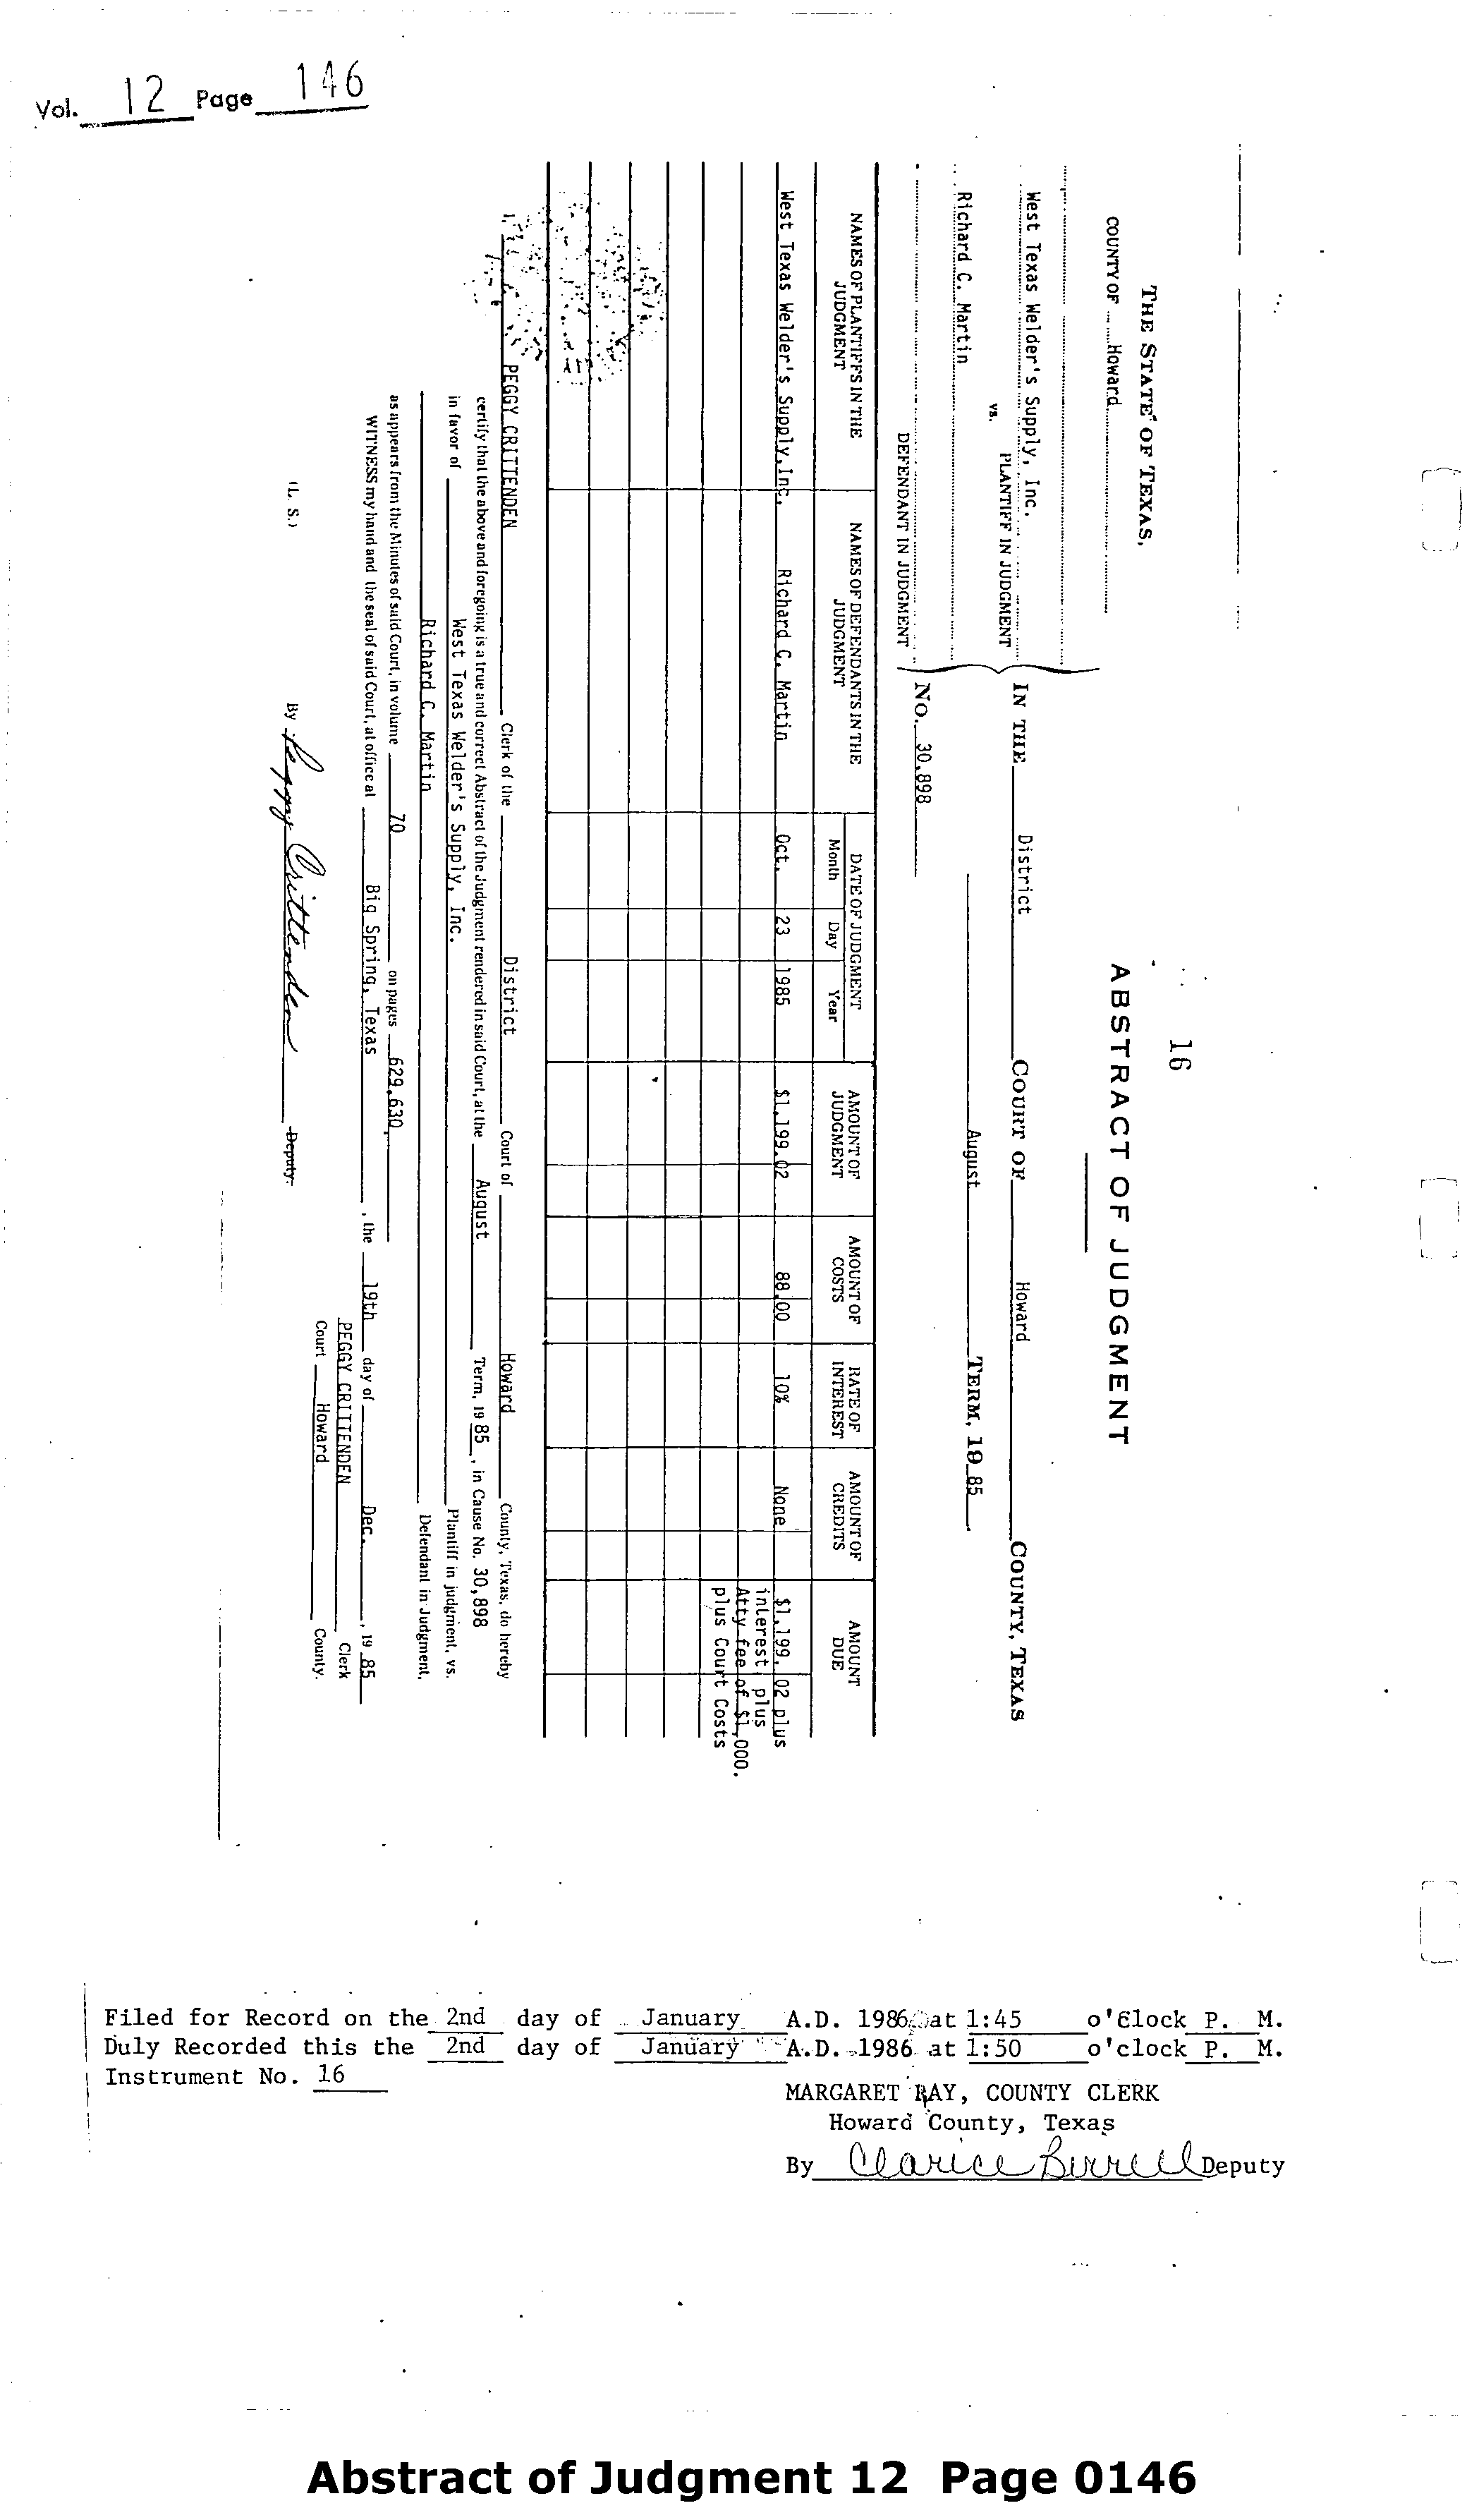 Vol. 12 Page 146
16
ABSTRACT OF JUDGMENT
THE STATE OF TEXAS,
COUNTY OF Howard
West Texas Welder's Supply, Inc.
PLANTIFF IN JUDGMENT
vs.
Richard C. Martin
DEFENDANT IN JUDGMENT
IN THE District COURT OF Howard COUNTY, TEXAS
August TERM, 19 85
No. 30,898
NAMES OF PLANTIFFS IN THE JUDGMENT
NAMES OF DEFENDANTS IN THE JUDGMENT
DATE OF JUDGMENT
Month Day Year
AMOUNT OF JUDGMENT
AMOUNT OF COSTS
RATE OF INTEREST
AMOUNT OF CREDITS
AMOUNT DUE
West Texas Welder's Supply, Inc. Richard C. Martin Oct. 23 1985 $1,199.02 88.00 10% None $1,199.02 plus
interest, plus
Atty fee of $1,000.
plus Court Costs
PEGGY CRITTENDEN Clerk of the District Court of Howard County, Texas, do hereby
certify that the above and foregoing is a true and correct Abstract of the Judgment rendered in said Court, at the August Term, 19 85, in Cause No. 30,898
in favor of West Texas Welder's Supply, Inc. Plantiff in judgment, vs.
Richard C. Martin Defendant in Judgment,
as appears from the Minutes of said Court, in volume 70 on pages 629,630.
WITNESS my hand and the seal of said Court, at office at Big Spring, Texas, the 19th day of Dec., 19 85
PEGGY CRITTENDEN Clerk
Court Howard County.
(L. S.) By Peggy Crittenden Deputy.
Filed for Record on the 2nd day of January A.D. 1986 at 1:45 o'clock P. M.
Duly Recorded this the 2nd day of January A.D. 1986 at 1:50 o'clock P. M.
Instrument No. 16
MARGARET RAY, COUNTY CLERK
Howard County, Texas
By Clarice Burrell Deputy
Abstract of Judgment 12 Page 0146